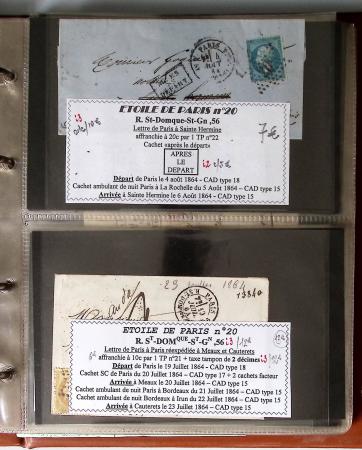 ETOILE DE PARIS n°20
R. St-Domque-St-Gn ,56
Lettre de Paris à Sainte Hermine
affranchie à 20c par 1 TP n°22
Cachet «après le départ»
7€
APRES
LE
DEPART
Départ de Paris le 4 août 1864 – CAD type 18
Cachet ambulant de nuit Paris à La Rochelle du 5 Août 1864 – CAD type 15
Arrivée à Sainte Hermine le 6 Août 1864 – CAD type 15
ETOILE DE PARIS n°20
R. ST-DOMQUE-ST-GN ,56
Lettre de Paris à Paris réexpédiée à Meaux et Cauterets
affranchie à 10c par 1 TP n°21 + taxe tampon de 2 décimes
Départ de Paris le 19 Juillet 1864 – CAD type 18
Cachet SC de Paris du 20 Juillet 1864 – CAD type 17 + 2 cachets facteur
Arrivée à Meaux le 20 Juillet 1864 – CAD type 15
Cachet ambulant de nuit Paris à Bordeaux du 21 Juillet 1864 – CAD type 15
Cachet ambulant de nuit Bordeaux à Irun du 22 Juillet 1864 – CAD type 15
Arrivée à Cauterets le 23 Juillet 1864 – CAD type 15